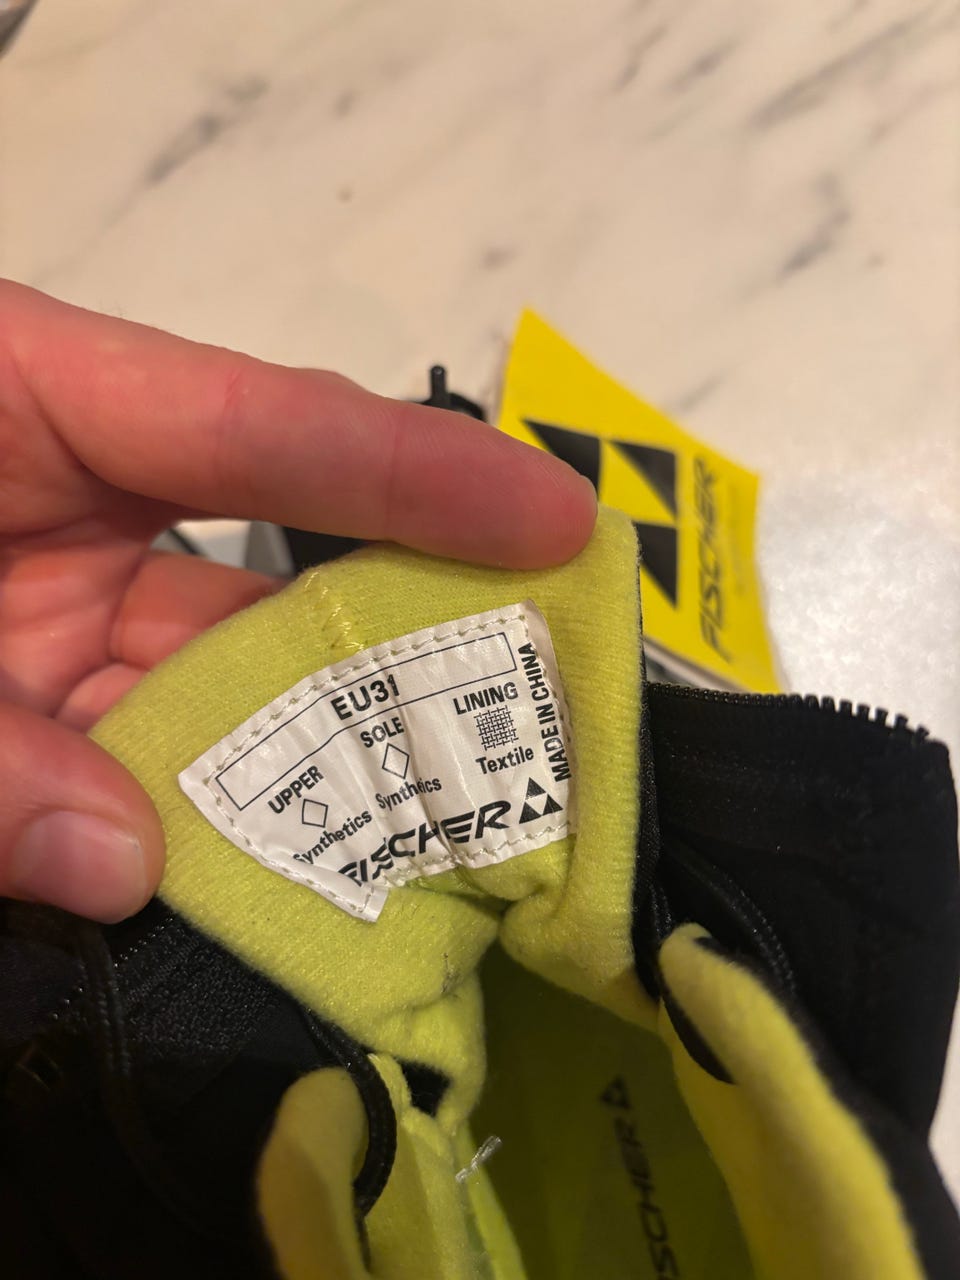 EU31
UPPER
Synthetics
SOLE
Synthetics
LINING
Textile
MADE IN CHINA
FISCHER
FISCHER
FISCHER